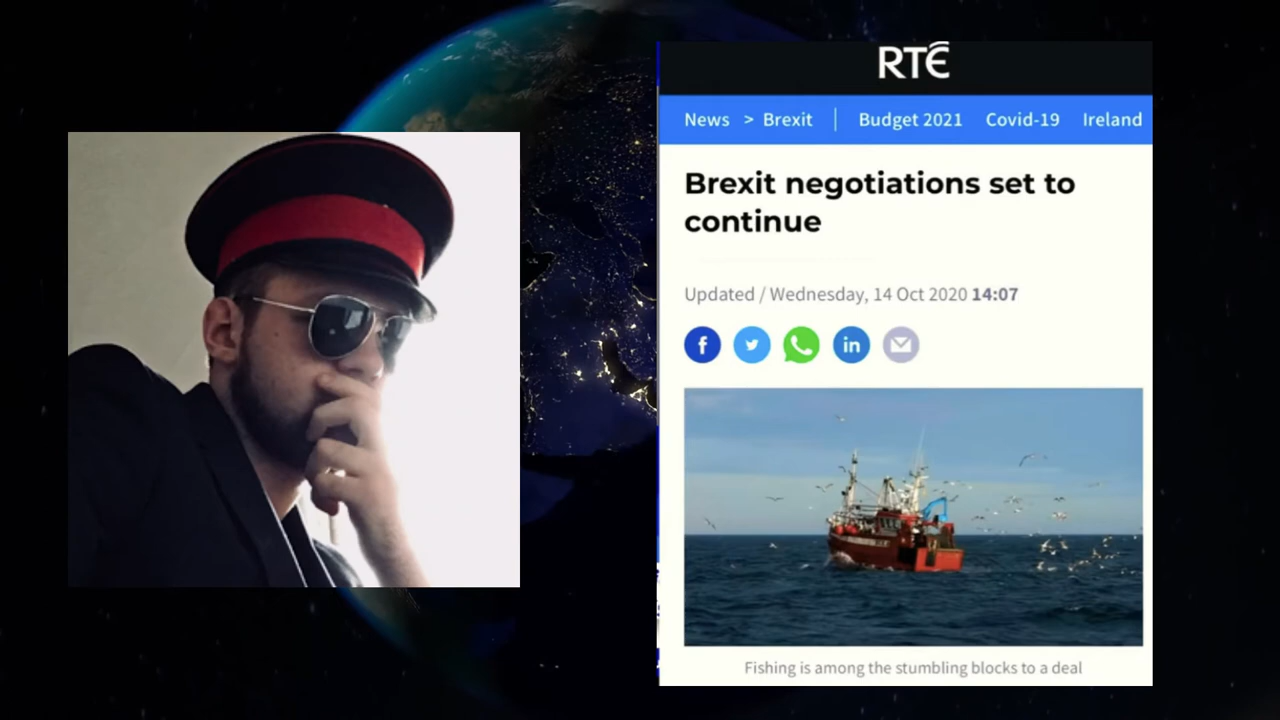 RTÉ
News > Brexit | Budget 2021 Covid-19 Ireland
Brexit negotiations set to
continue
Updated / Wednesday, 14 Oct 2020 14:07
Fishing is among the stumbling blocks to a deal